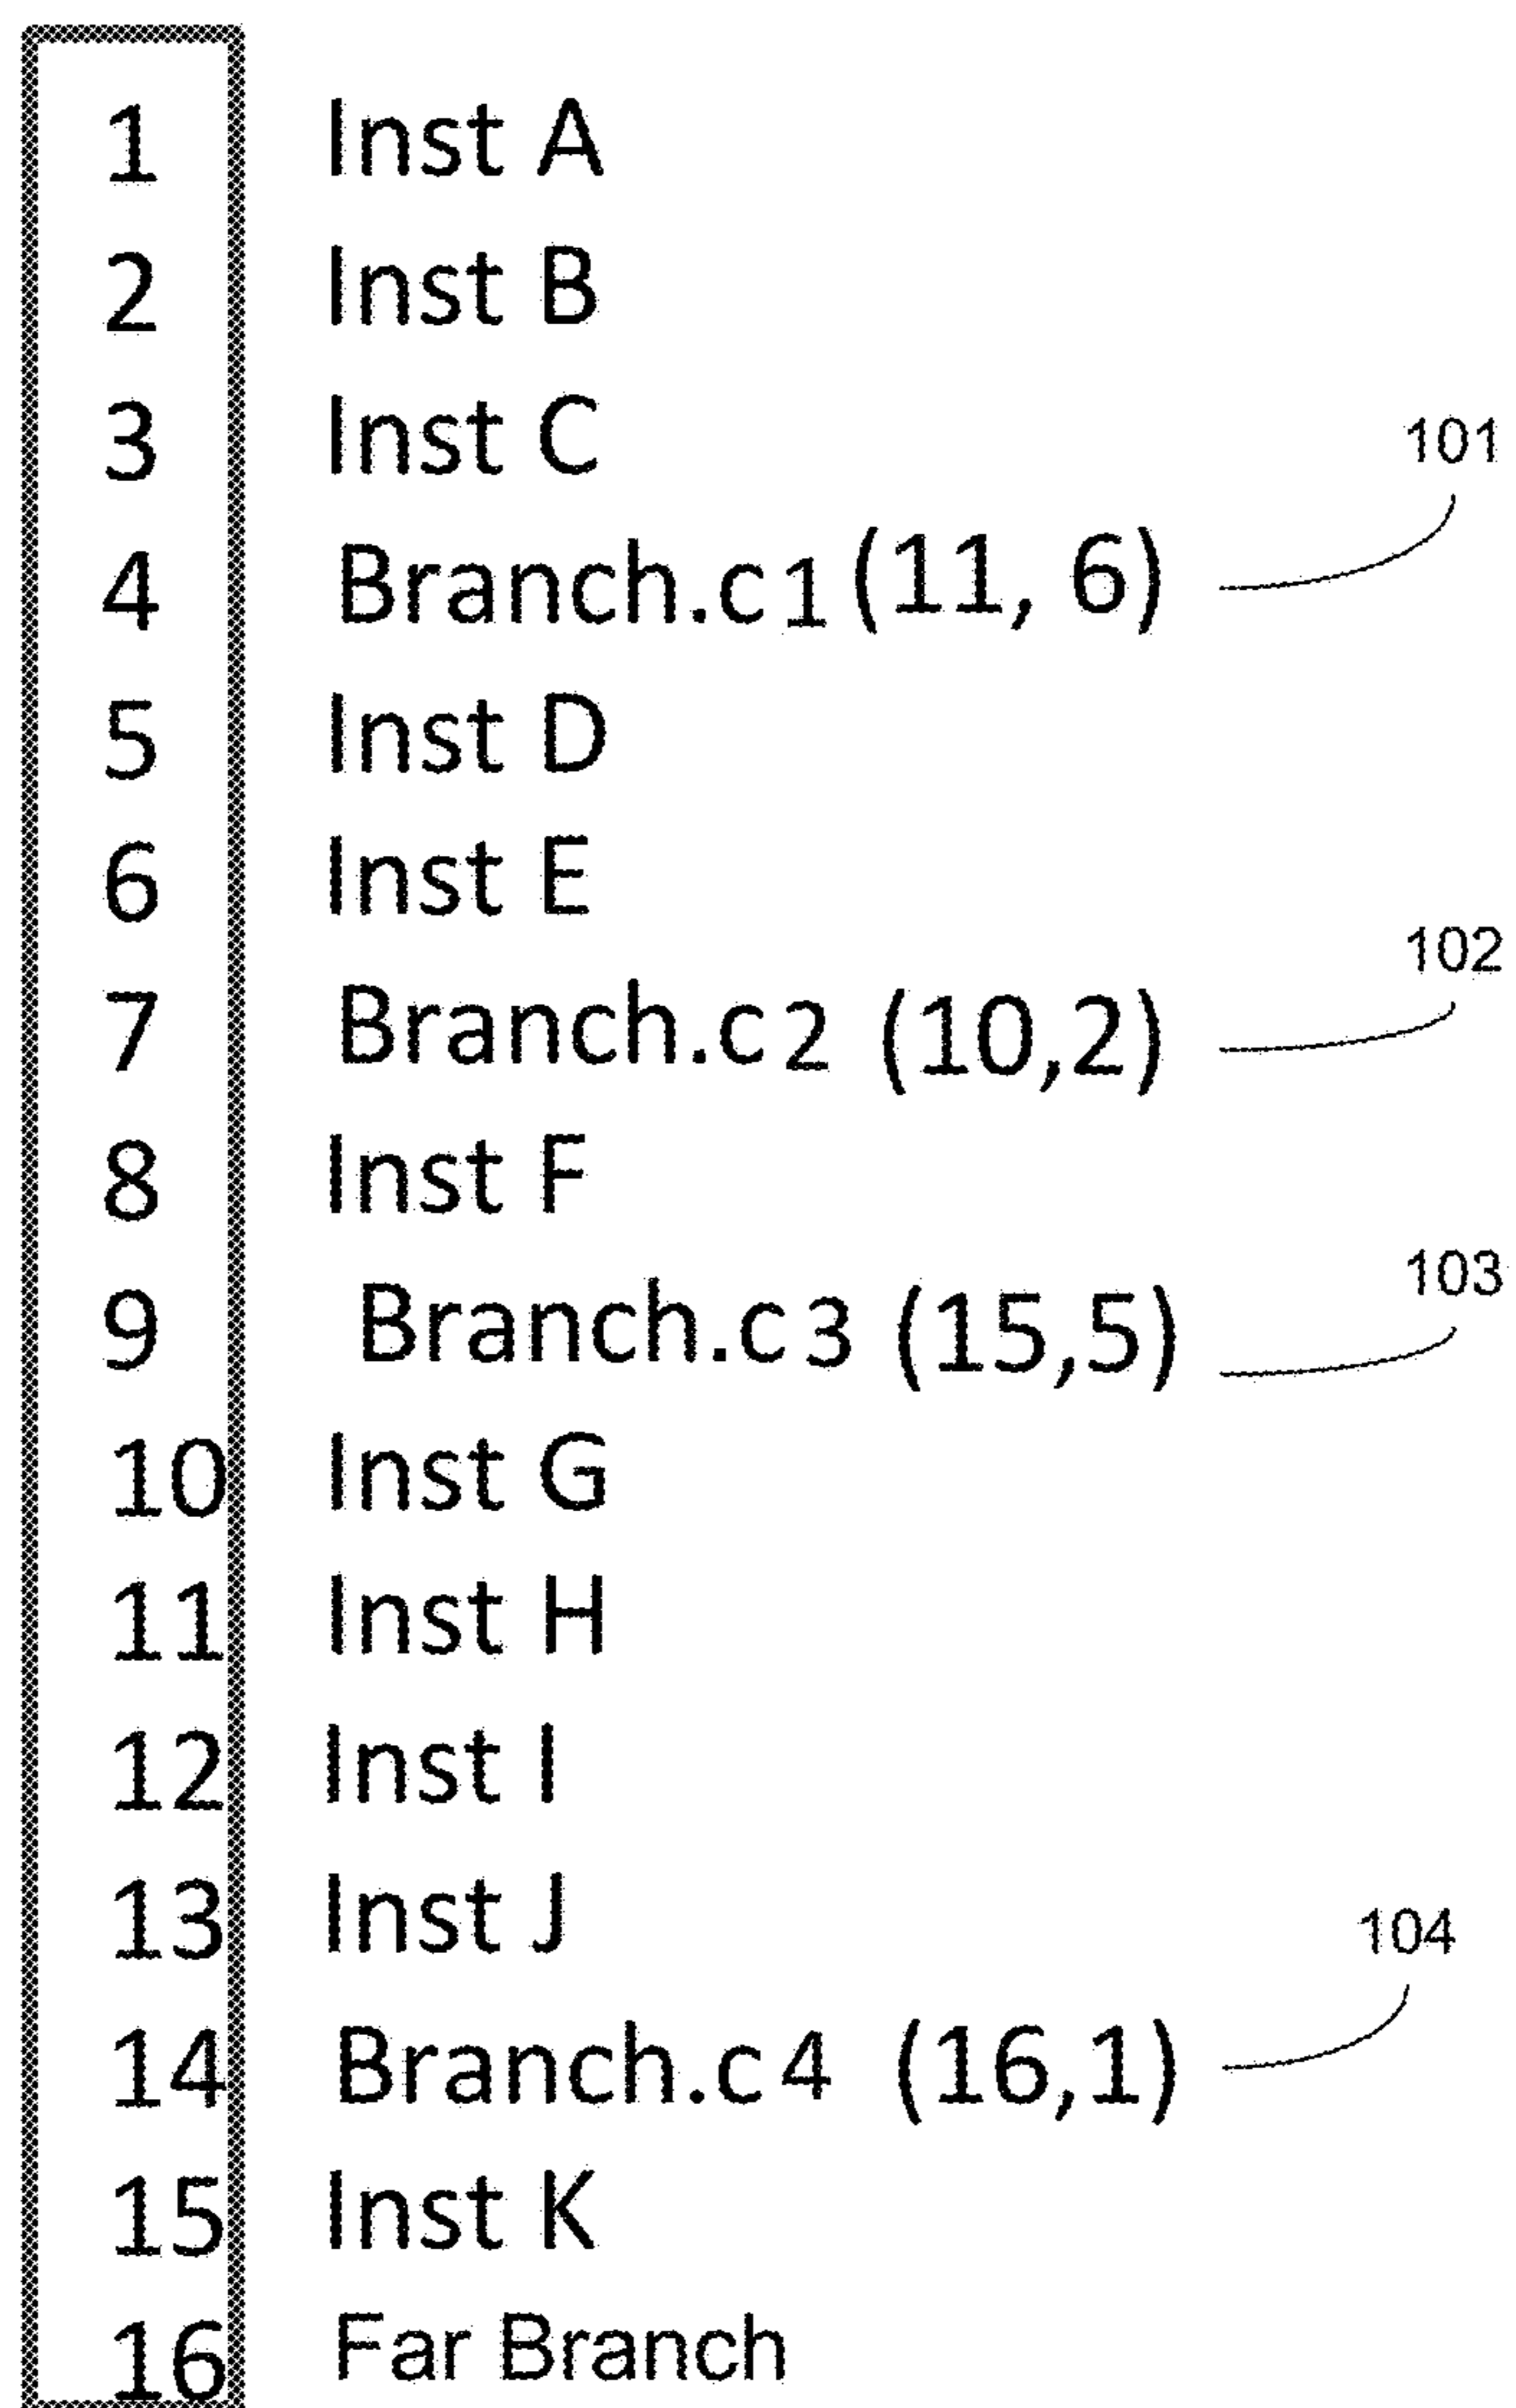 1 Inst A
2 Inst B
3 Inst C
101
4 Branch.c1 (11, 6)
5 Inst D
6 Inst E
102
7 Branch.c2 (10,2)
8 Inst F
103
9 Branch.c3 (15,5)
10 Inst G
11 Inst H
12 Inst I
13 Inst J
104
14 Branch.c4 (16,1)
15 Inst K
16 Far Branch